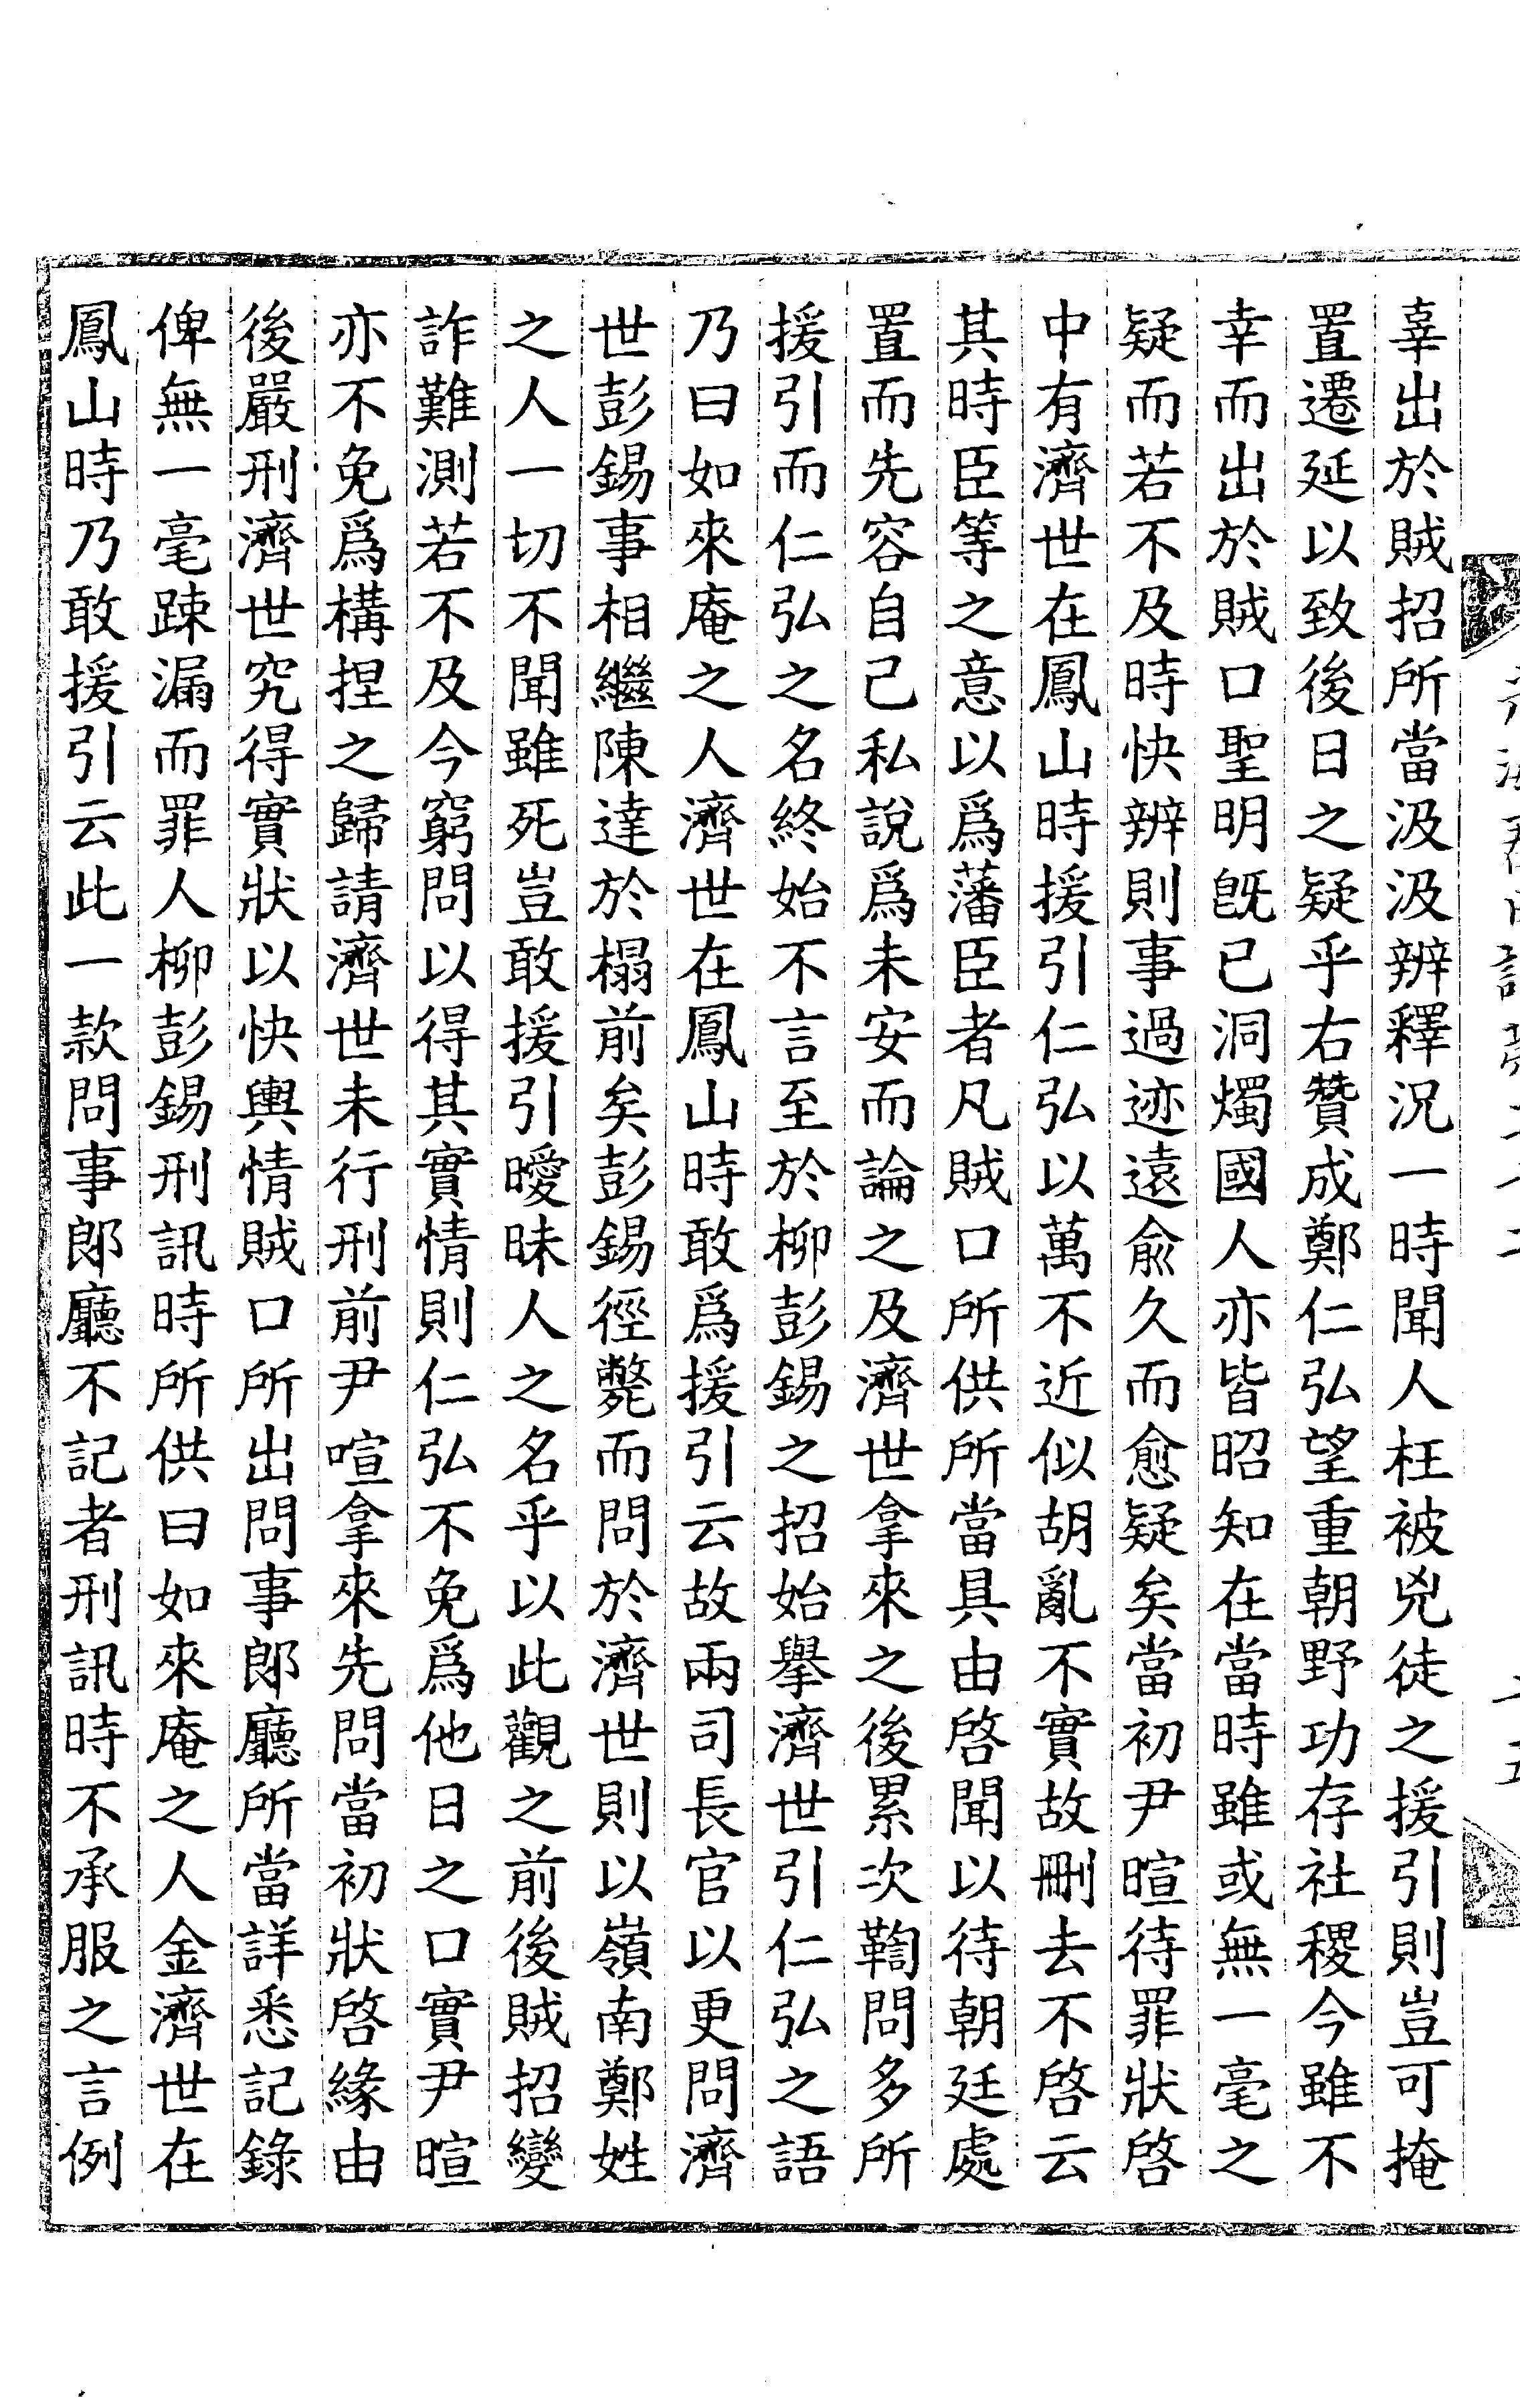 辜出於賊招所當汲汲辨釋況一時聞人枉被兇徒之援引則豈可掩
置遷延以致後日之疑乎右贊成鄭仁弘望重朝野功存社稷今雖不
幸而出於賊口聖明旣已洞燭國人亦皆昭知在當時雖或無一毫之
疑而若不及時快辨則事過迹遠兪久而愈疑矣當初尹暄待罪狀啓
中有濟世在鳳山時援引仁弘以萬不近似胡亂不實故刪去不啓云
其時臣等之意以爲藩臣者凡賊口所供所當具由啓聞以待朝廷處
置而先容自己私說爲未安而論之及濟世拿來之後累次鞫問多所
援引而仁弘之名終始不言至於柳彭錫之招始擧濟世引仁弘之語
乃曰如來庵之人濟世在鳳山時敢爲援引云故兩司長官以更問濟
世彭錫事相繼陳達於榻前矣彭錫徑斃而問於濟世則以嶺南鄭姓
之人一切不聞雖死豈敢援引曖昧人之名乎以此觀之前後賊招變
詐難測若不及今窮問以得其實情則仁弘不免爲他日之口實尹暄
亦不免爲構捏之歸請濟世未行刑前尹喧拿來先問當初狀啓緣由
後嚴刑濟世究得實狀以快輿情賊口所出問事郞廳所當詳悉記錄
俾無一毫踈漏而罪人柳彭錫刑訊時所供曰如來庵之人金濟世在
鳳山時乃敢援引云此一款問事郞廳不記者刑訊時不承服之言例